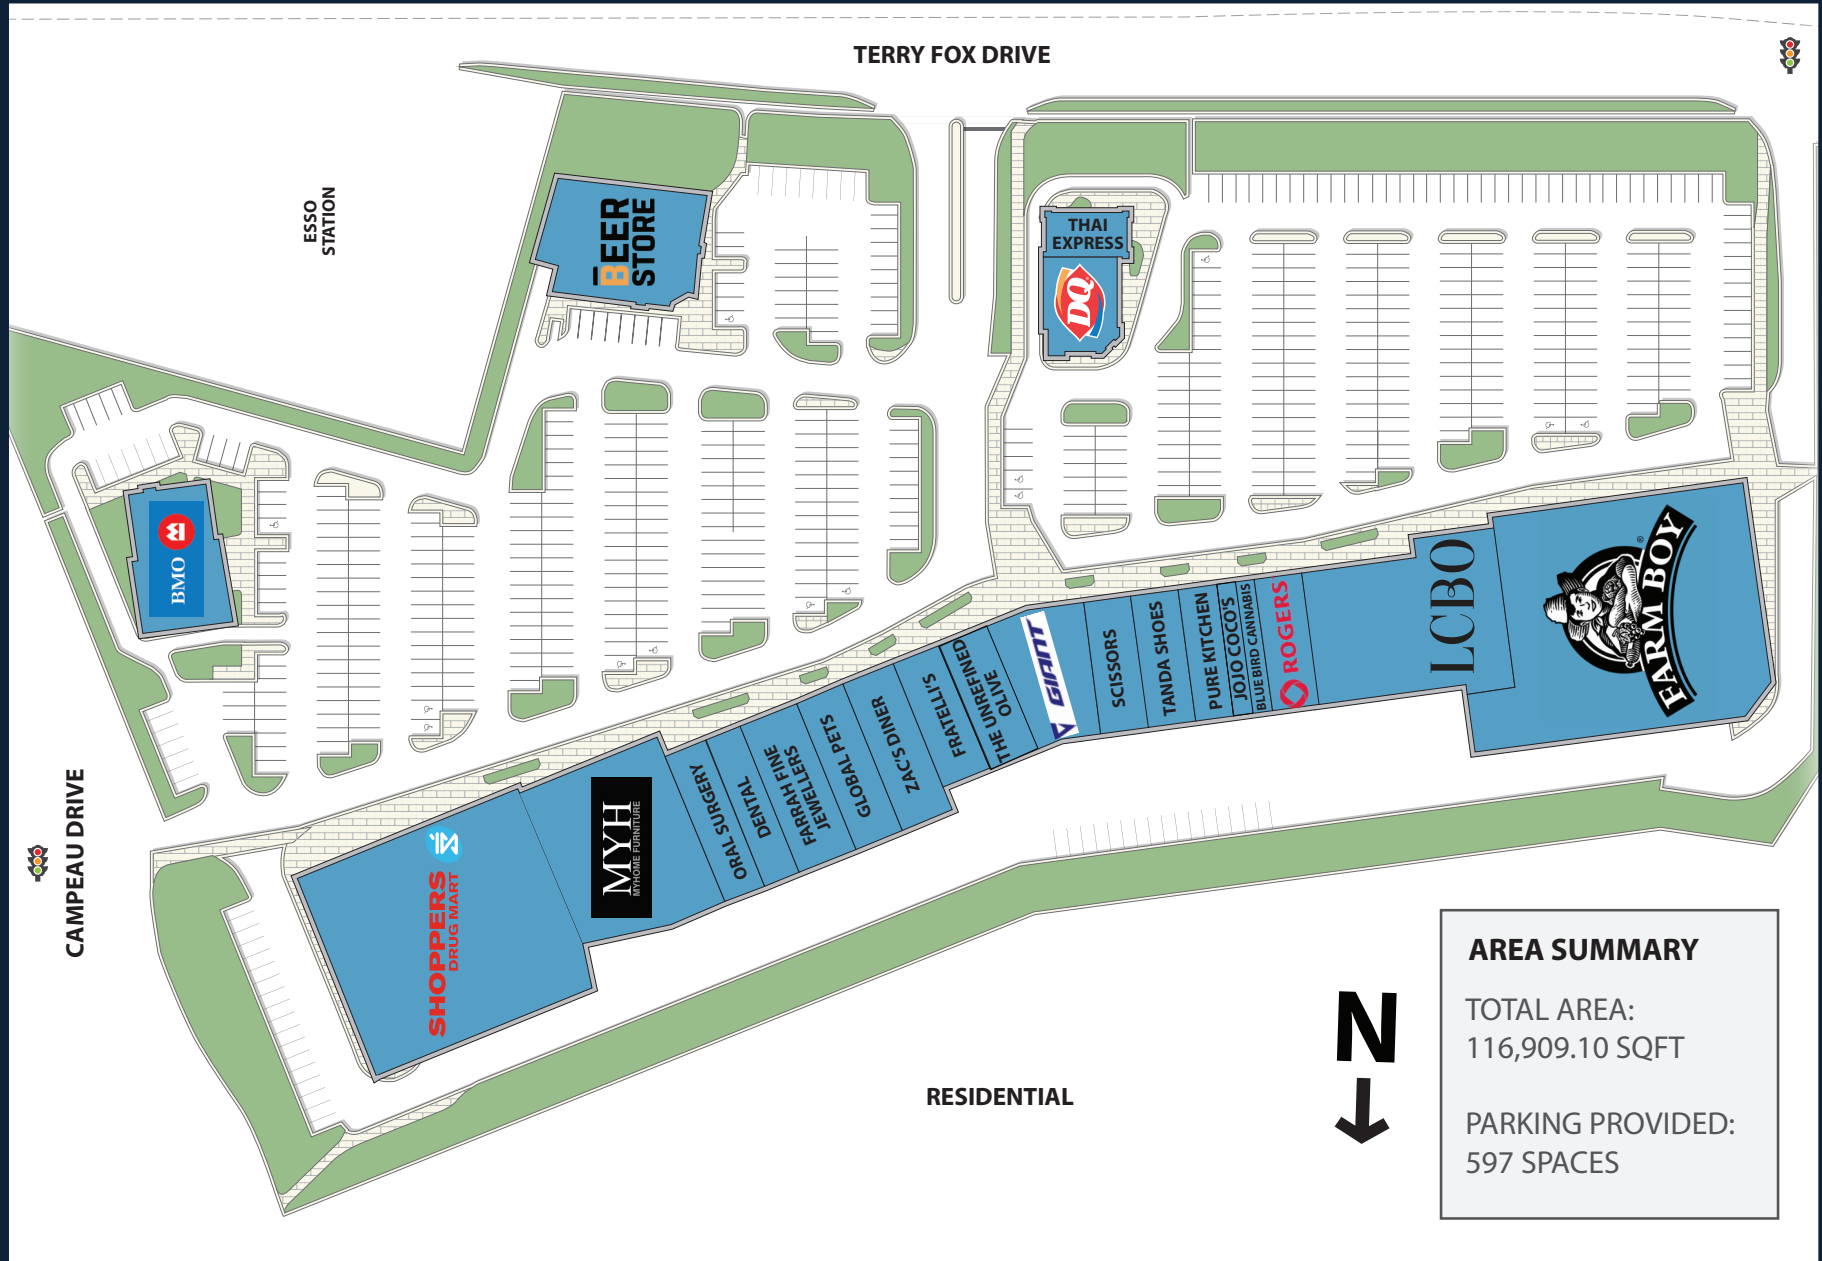 TERRY FOX DRIVE
ESSO
STATION
BEER
STORE
THAI
EXPRESS
DQ
BMO
CAMPEAU DRIVE
SHOPPERS
DRUG MART
MYH
MYHOME FURNITURE
ORAL SURGERY
DENTAL
FARRAH FINE
JEWELLERS
GLOBAL PETS
ZAC'S DINER
FRATELLI'S
THE UNREFINED
OLIVE
GIANT
SCISSORS
TANDA SHOES
PURE KITCHEN
JOJO COCO'S
BLUE BIRD CANNABIS
ROGERS
LCBO
FARM BOY
®
RESIDENTIAL
N
AREA SUMMARY
TOTAL AREA:
116,909.10 SQFT
PARKING PROVIDED:
597 SPACES